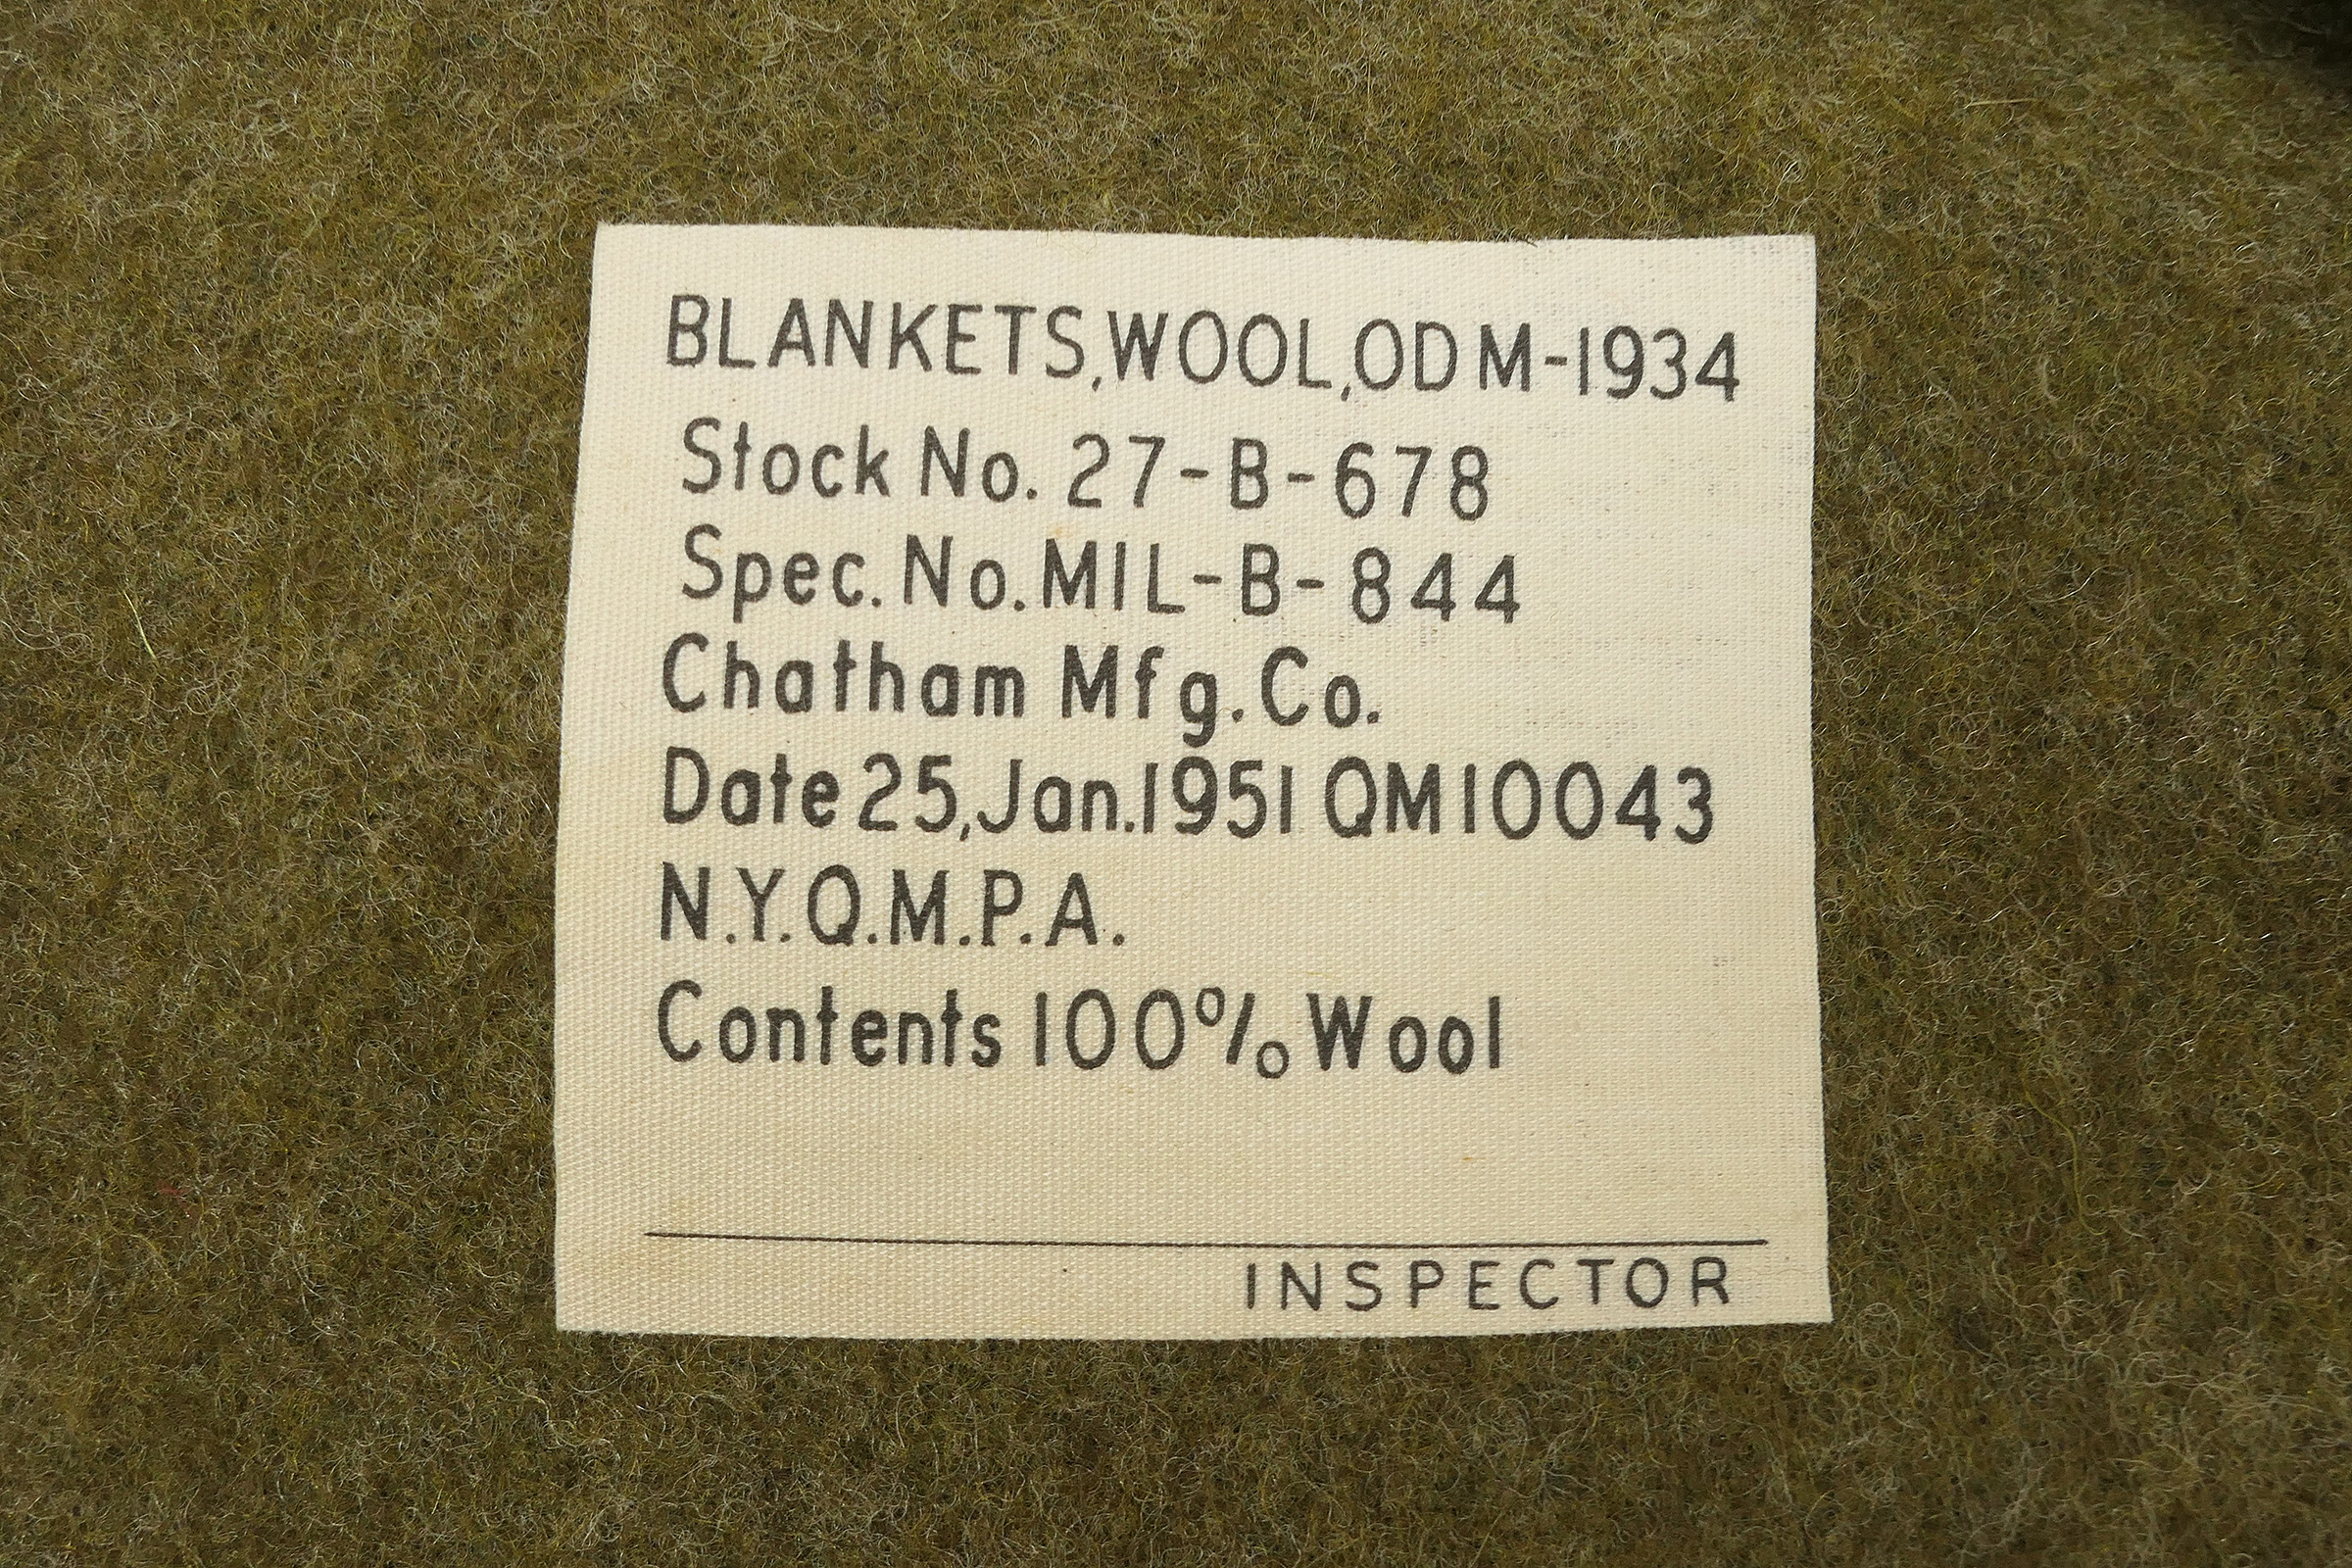 BLANKETS,WOOL,OD M-1934
Stock No. 27-B-678
Spec. No. MIL-B-844
Chatham Mfg. Co.
Date 25,Jan.1951 QM10043
N.Y.Q.M.P.A.
Contents 100% Wool
INSPECTOR